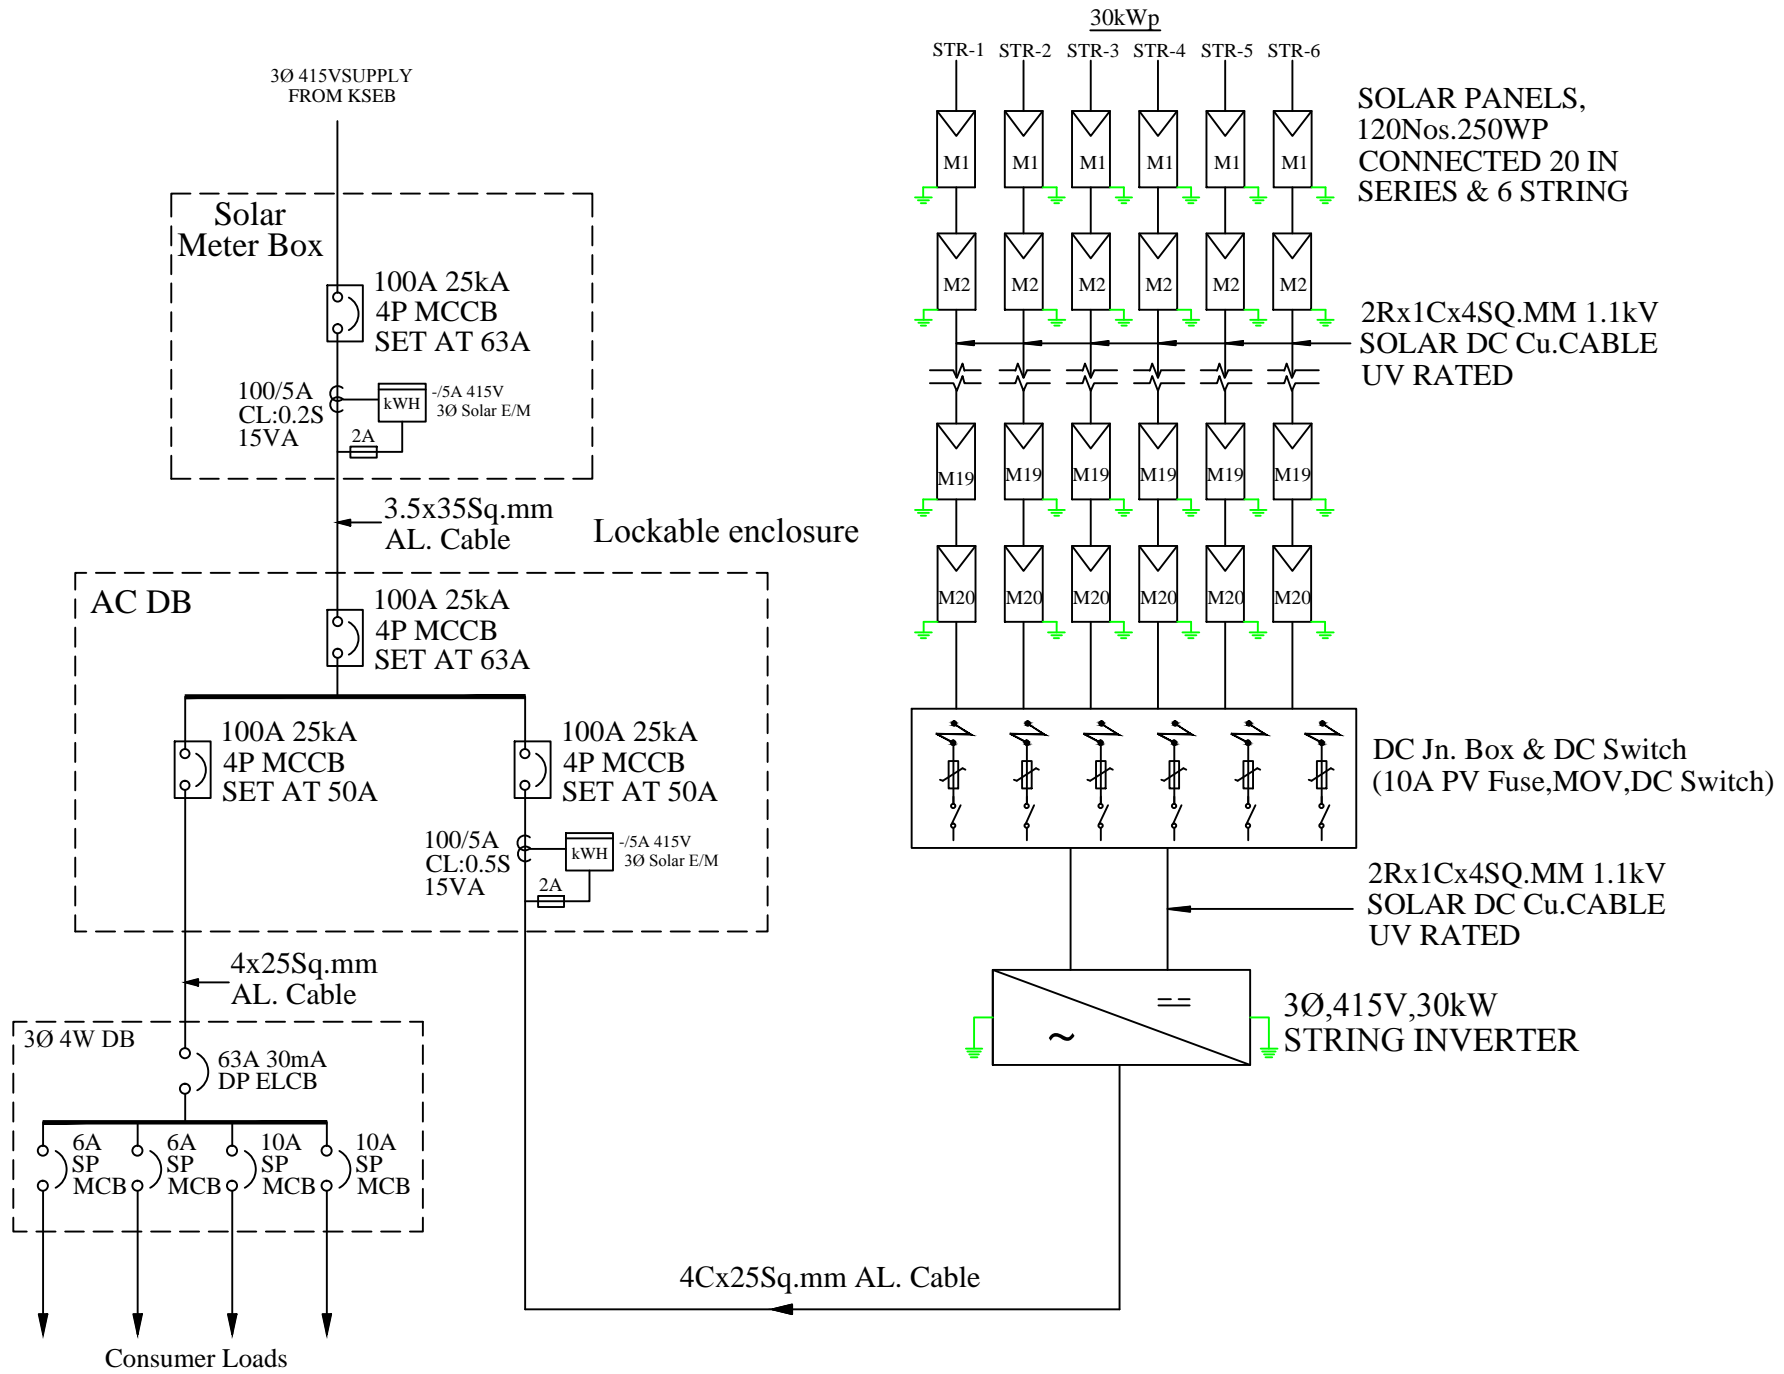 30kWp
STR-1 STR-2 STR-3 STR-4 STR-5 STR-6
3Ø 415VSUPPLY
FROM KSEB
SOLAR PANELS,
120Nos.250WP
CONNECTED 20 IN
SERIES & 6 STRING
M1 M1 M1 M1 M1 M1
M2 M2 M2 M2 M2 M2
2Rx1Cx4SQ.MM 1.1kV
SOLAR DC Cu.CABLE
UV RATED
M19 M19 M19 M19 M19 M19
M20 M20 M20 M20 M20 M20
DC Jn. Box & DC Switch
(10A PV Fuse,MOV,DC Switch)
2Rx1Cx4SQ.MM 1.1kV
SOLAR DC Cu.CABLE
UV RATED
3Ø,415V,30kW
STRING INVERTER
~
Solar
Meter Box
100A 25kA
4P MCCB
SET AT 63A
100/5A
CL:0.2S
15VA
kWH
-/5A 415V
3Ø Solar E/M
2A
3.5x35Sq.mm
AL. Cable
Lockable enclosure
AC DB
100A 25kA
4P MCCB
SET AT 63A
100A 25kA
4P MCCB
SET AT 50A
100A 25kA
4P MCCB
SET AT 50A
100/5A
CL:0.5S
15VA
kWH
-/5A 415V
3Ø Solar E/M
2A
4x25Sq.mm
AL. Cable
3Ø 4W DB
63A 30mA
DP ELCB
6A
SP
MCB
6A
SP
MCB
10A
SP
MCB
10A
SP
MCB
4Cx25Sq.mm AL. Cable
Consumer Loads